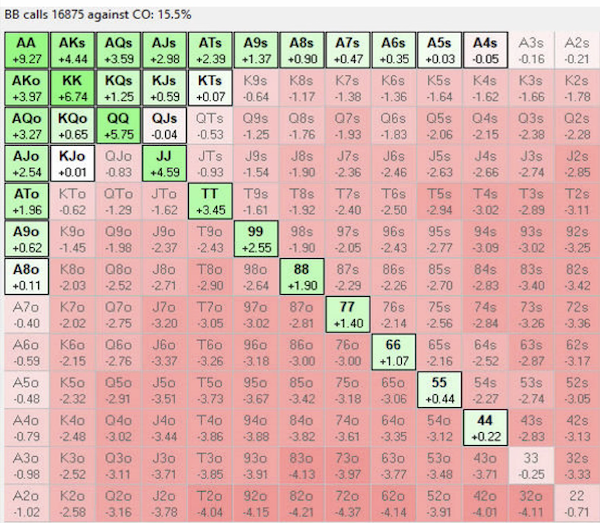 BB calls 16875 against CO: 15.5%
AA AKs AQs AJs ATs A9s A8s A7s A6s A5s A4s A3s A2s
+9.27 +4.44 +3.59 +2.98 +2.39 +1.37 +0.90 +0.47 +0.35 +0.03 -0.05 -0.16 -0.21
AKo KK KQs KJs KTs K9s K8s K7s K6s K5s K4s K3s K2s
+3.97 +6.74 +1.25 +0.59 +0.07 -0.64 -1.17 -1.38 -1.36 -1.64 -1.62 -1.66 -1.78
AQo KQo QQ QJs QTs Q9s Q8s Q7s Q6s Q5s Q4s Q3s Q2s
+3.27 +0.65 +5.75 -0.04 -0.53 -1.25 -1.76 -1.93 -1.83 -2.06 -2.15 -2.38 -2.28
AJo KJo QJo JJ JTs J9s J8s J7s J6s J5s J4s J3s J2s
+2.54 +0.01 -0.83 +4.59 -0.93 -1.54 -1.90 -2.36 -2.46 -2.63 -2.66 -2.74 -2.85
ATo KTo QTo JTo TT T9s T8s T7s T6s T5s T4s T3s T2s
+1.96 -0.62 -1.29 -1.62 +3.45 -1.61 -1.92 -2.40 -2.50 -2.94 -3.02 -2.89 -3.11
A9o K9o Q9o J9o T9o 99 98s 97s 96s 95s 94s 93s 92s
+0.62 -1.45 -1.98 -2.37 -2.43 +2.55 -1.90 -2.05 -2.43 -2.77 -3.09 -3.02 -3.25
A8o K8o Q8o J8o T8o 98o 88 87s 86s 85s 84s 83s 82s
+0.11 -2.03 -2.52 -2.71 -2.90 -2.64 +1.90 -2.29 -2.26 -2.70 -2.83 -3.40 -3.42
A7o K7o Q7o J7o T7o 97o 87o 77 76s 75s 74s 73s 72s
-0.40 -2.02 -2.75 -3.20 -3.05 -3.02 -2.81 +1.40 -2.14 -2.56 -2.84 -3.26 -3.36
A6o K6o Q6o J6o T6o 96o 86o 76o 66 65s 64s 63s 62s
-0.59 -2.15 -2.76 -3.37 -3.26 -3.18 -3.00 -3.00 +1.07 -2.16 -2.52 -2.87 -3.17
A5o K5o Q5o J5o T5o 95o 85o 75o 65o 55 54s 53s 52s
-0.48 -2.32 -2.91 -3.51 -3.73 -3.67 -3.42 -3.18 -3.06 +0.44 -2.27 -2.74 -3.05
A4o K4o Q4o J4o T4o 94o 84o 74o 64o 54o 44 43s 42s
-0.79 -2.48 -3.02 -3.44 -3.86 -3.88 -3.82 -3.61 -3.35 -3.12 +0.22 -2.83 -3.13
A3o K3o Q3o J3o T3o 93o 83o 73o 63o 53o 43o 33 32s
-0.98 -2.52 -3.11 -3.71 -3.85 -3.91 -4.13 -3.97 -3.77 -3.48 -3.71 -0.25 -3.33
A2o K2o Q2o J2o T2o 92o 82o 72o 62o 52o 42o 32o 22
-1.02 -2.58 -3.16 -3.78 -4.04 -4.15 -4.21 -4.37 -4.14 -3.91 -4.01 -4.11 -0.71